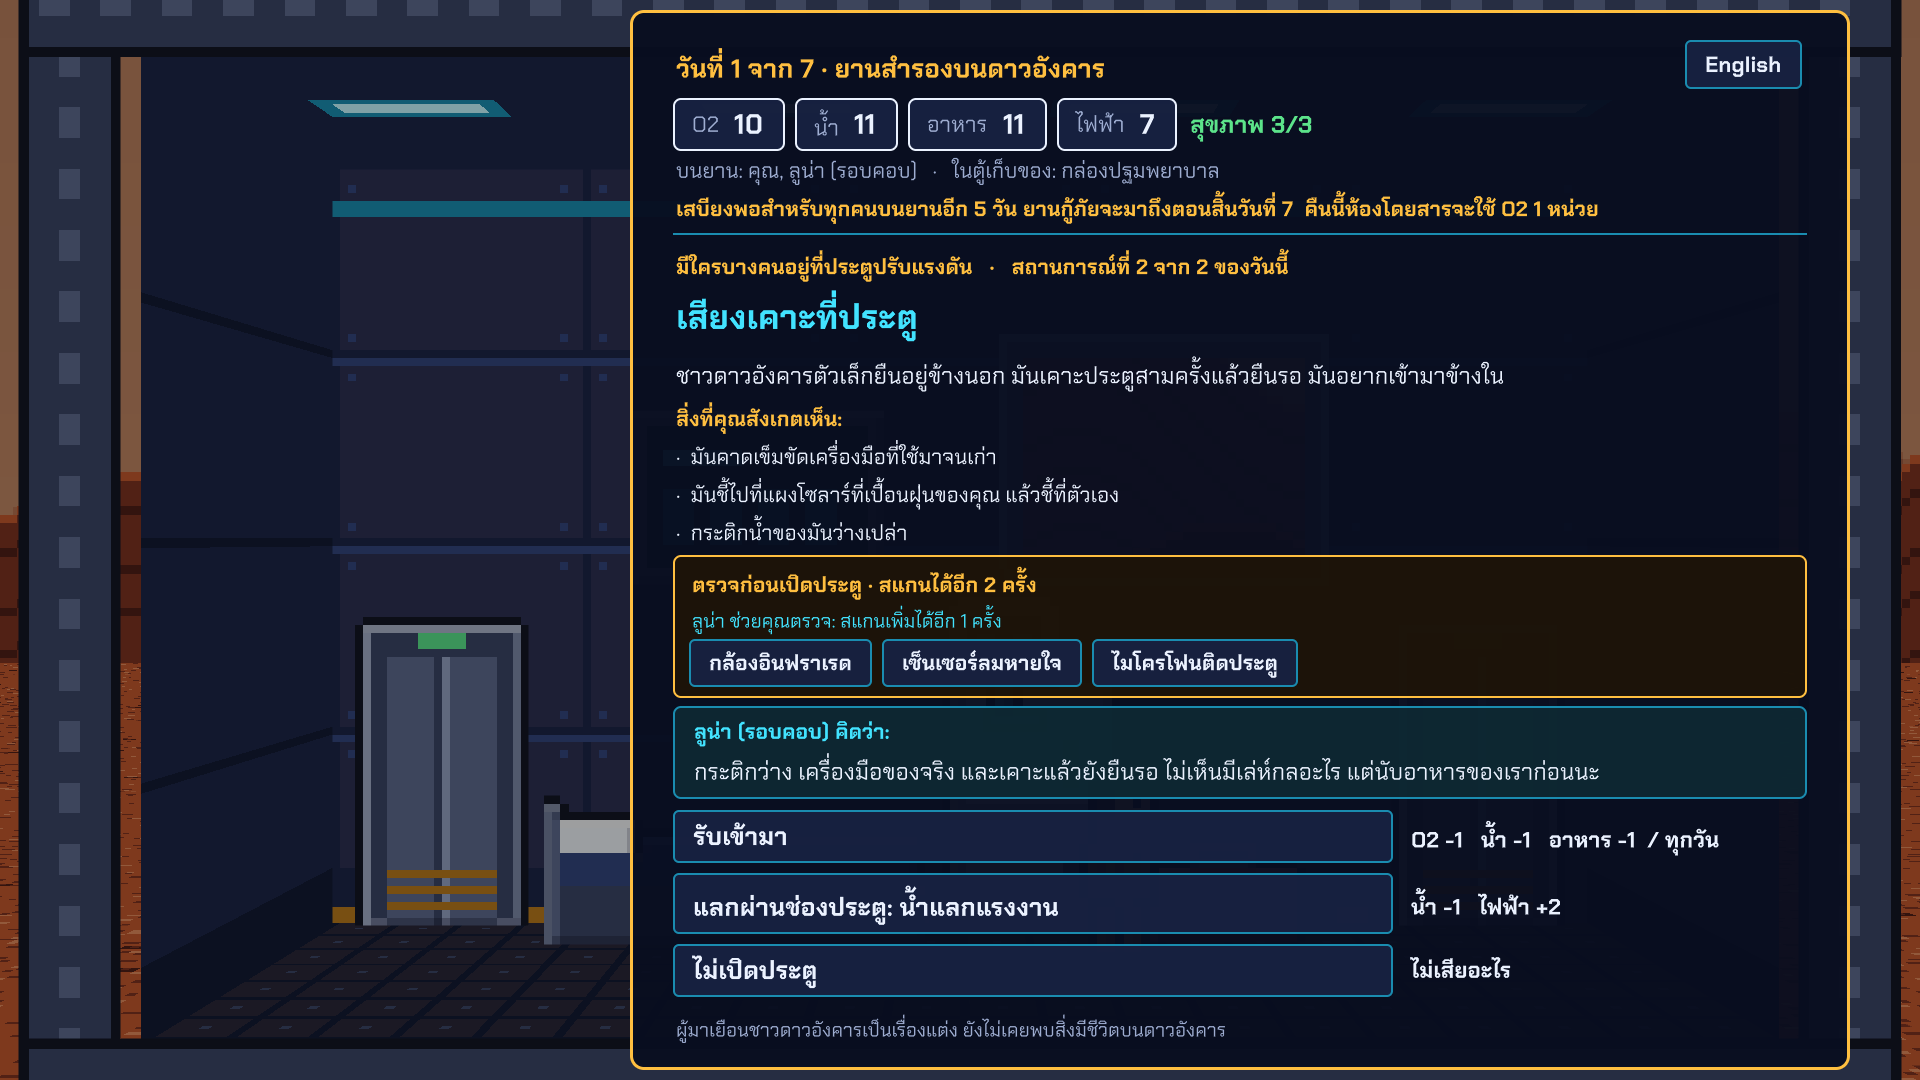 วันที่ 1 จาก 7 · ยานสำรองบนดาวอังคาร
English
O2 10 น้ำ 11 อาหาร 11 ไฟฟ้า 7 สุขภาพ 3/3
บนยาน: คุณ, ลูน่า (รอบคอบ) · ในตู้เก็บของ: กล่องปฐมพยาบาล
เสบียงพอสำหรับทุกคนบนยานอีก 5 วัน ยานกู้ภัยจะมาถึงตอนสิ้นวันที่ 7 คืนนี้ห้องโดยสารจะใช้ O2 1 หน่วย
มีใครบางคนอยู่ที่ประตูปรับแรงดัน · สถานการณ์ที่ 2 จาก 2 ของวันนี้
เสียงเคาะที่ประตู
ชาวดาวอังคารตัวเล็กยืนอยู่ข้างนอก มันเคาะประตูสามครั้งแล้วยืนรอ มันอยากเข้ามาข้างใน
สิ่งที่คุณสังเกตเห็น:
· มันคาดเข็มขัดเครื่องมือที่ใช้มาจนเก่า
· มันชี้ไปที่แผงโซลาร์ที่เปื้อนฝุ่นของคุณ แล้วชี้ที่ตัวเอง
· กระติกน้ำของมันว่างเปล่า
ตรวจก่อนเปิดประตู · สแกนได้อีก 2 ครั้ง
ลูน่า ช่วยคุณตรวจ: สแกนเพิ่มได้อีก 1 ครั้ง
กล้องอินฟราเรด เซ็นเซอร์ลมหายใจ ไมโครโฟนติดประตู
ลูน่า (รอบคอบ) คิดว่า:
กระติกว่าง เครื่องมือของจริง และเคาะแล้วยังยืนรอ ไม่เห็นมีเล่ห์กลอะไร แต่นับอาหารของเราก่อนนะ
รับเข้ามา O2 -1 น้ำ -1 อาหาร -1 / ทุกวัน
แลกผ่านช่องประตู: น้ำแลกแรงงาน น้ำ -1 ไฟฟ้า +2
ไม่เปิดประตู ไม่เสียอะไร
ผู้มาเยือนชาวดาวอังคารเป็นเรื่องแต่ง ยังไม่เคยพบสิ่งมีชีวิตบนดาวอังคาร